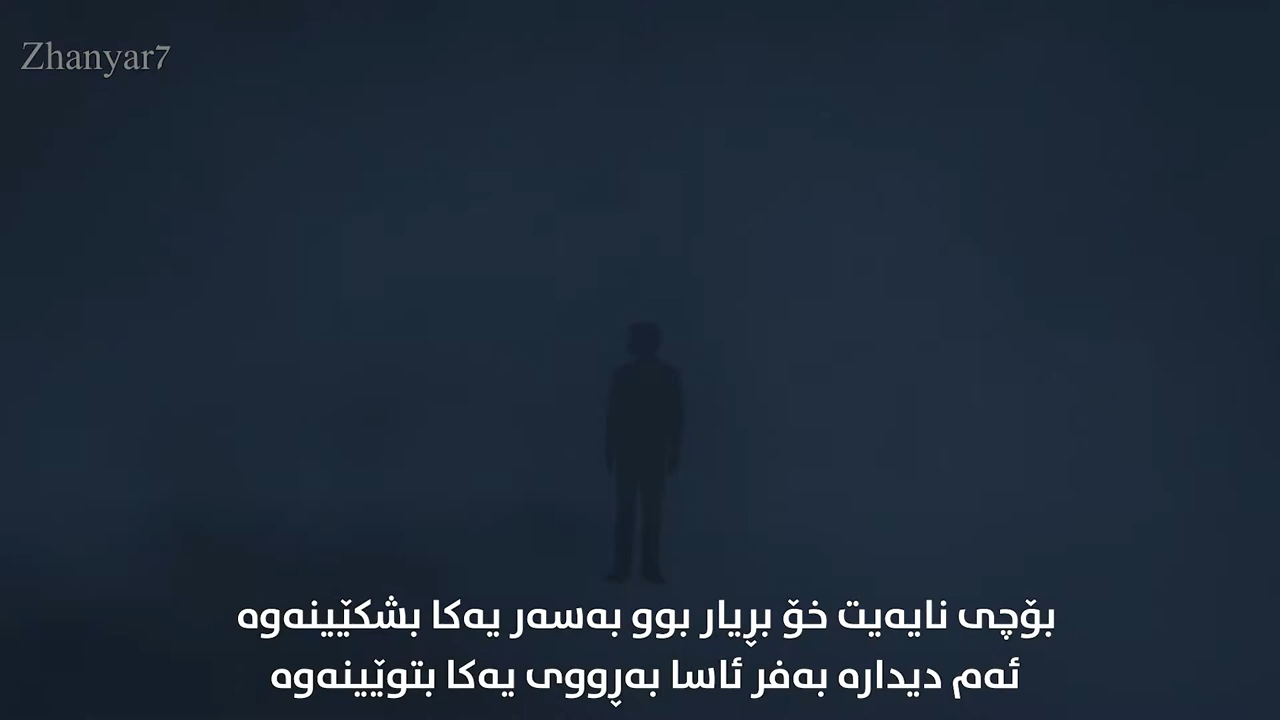 Zhanyar7
بۆچی نایەیت خۆ بڕیار بوو بەسەر یەکا بشکێینەوە
ئەم دیدارە بەفر ئاسا بەڕووی یەکا بتوێینەوە